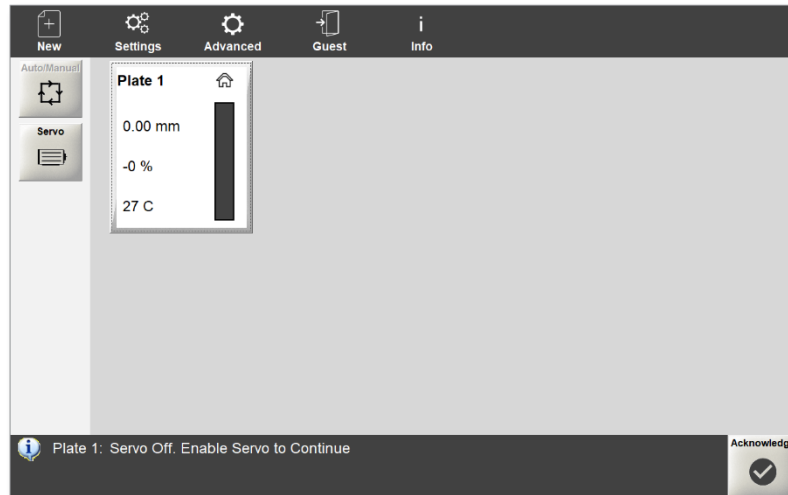 New Settings Advanced Guest Info
Auto/Manual
Servo
Plate 1
0.00 mm
-0 %
27 C
Plate 1: Servo Off. Enable Servo to Continue
Acknowledg